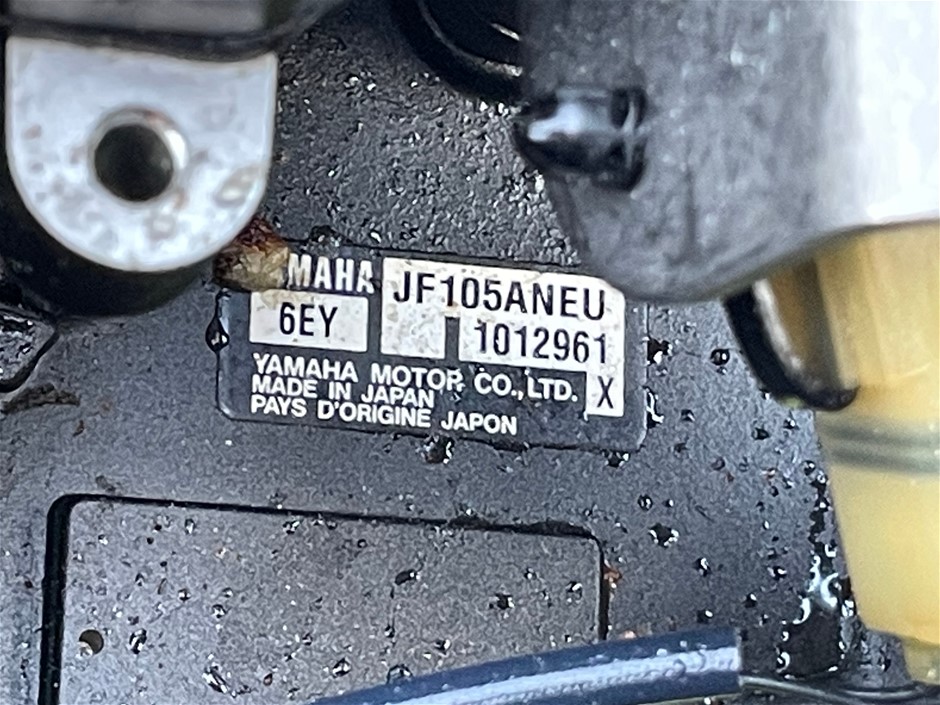 MAHA JF105ANEU
6EY 1012961
YAMAHA MOTOR CO., LTD. X
MADE IN JAPAN
PAYS D'ORIGINE JAPON